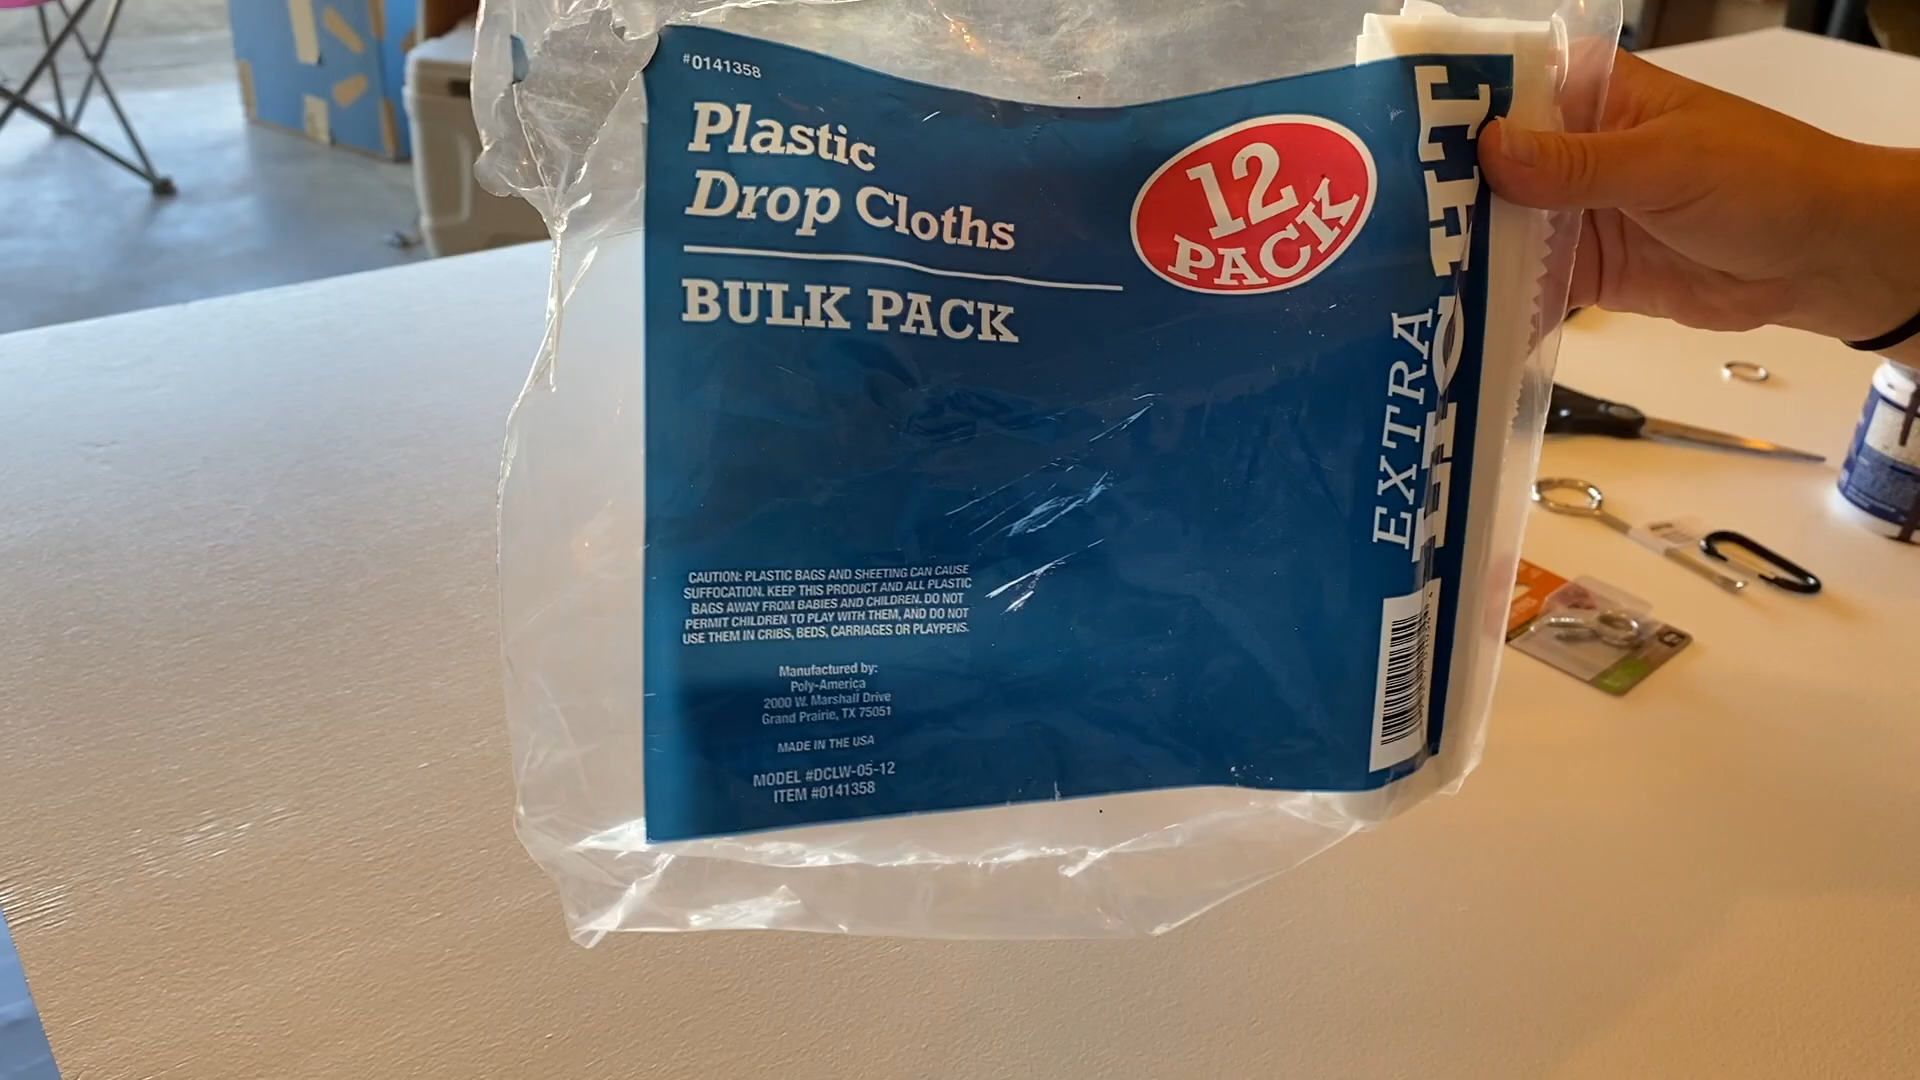 #0141358
Plastic
Drop Cloths
BULK PACK
12
PACK
EXTRA
CAUTION: PLASTIC BAGS AND SHEETING CAN CAUSE
SUFFOCATION. KEEP THIS PRODUCT AND ALL PLASTIC
BAGS AWAY FROM BABIES AND CHILDREN. DO NOT
PERMIT CHILDREN TO PLAY WITH THEM, AND DO NOT
USE THEM IN CRIBS, BEDS, CARRIAGES OR PLAYPENS.
Manufactured by:
Poly-America
2000 W. Marshall Drive
Grand Prairie, TX 75051
MADE IN THE USA
MODEL #DCLW-05-12
ITEM #0141358